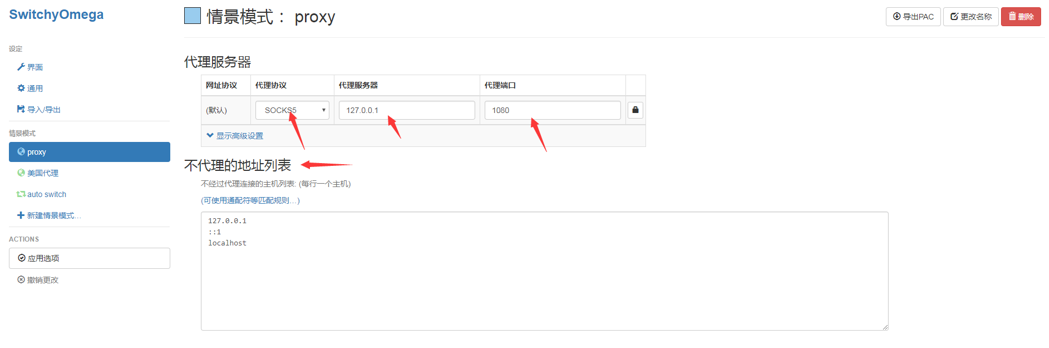 SwitchyOmega
设定
界面
通用
导入/导出
情景模式
proxy
美国代理
auto switch
新建情景模式...
ACTIONS
应用选项
撤销更改
情景模式： proxy
导出PAC
更改名称
删除
代理服务器
网址协议 代理协议 代理服务器 代理端口
(默认) SOCKS5 127.0.0.1 1080
显示高级设置
不代理的地址列表
不经过代理连接的主机列表: (每行一个主机)
(可使用通配符等匹配规则...)
127.0.0.1
::1
localhost